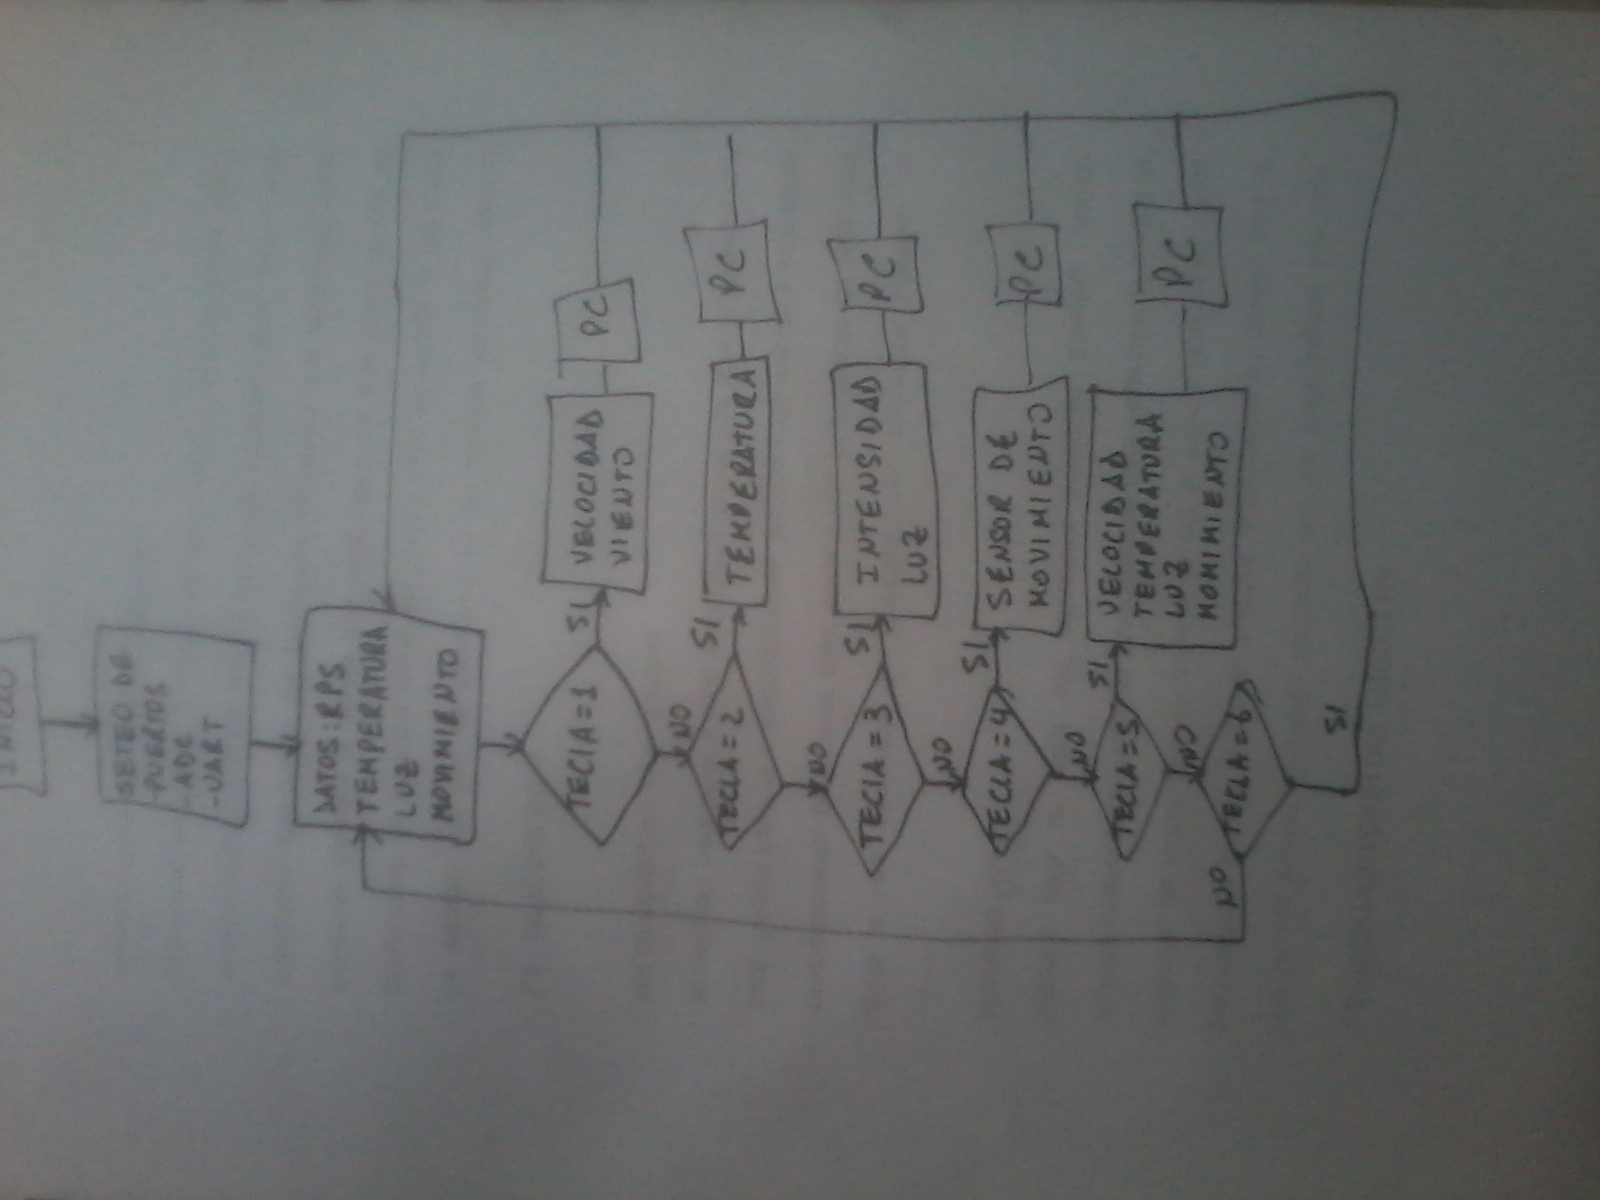 INICIO
SETEO DE
-PUERTOS
-ADC
-UART
DATOS: RPS
TEMPERATURA
LUZ
MOVIMIENTO
TECLA=1
SI
VELOCIDAD
VIENTO
PC
NO
TECLA=2
SI
TEMPERATURA
PC
NO
TECLA=3
SI
INTENSIDAD
LUZ
PC
NO
TECLA=4
SI
SENSOR DE
MOVIMIENTO
PC
NO
TECLA=5
SI
VELOCIDAD
TEMPERATURA
LUZ
MOMIMIENTO
PC
NO
TECLA=6
NO
SI